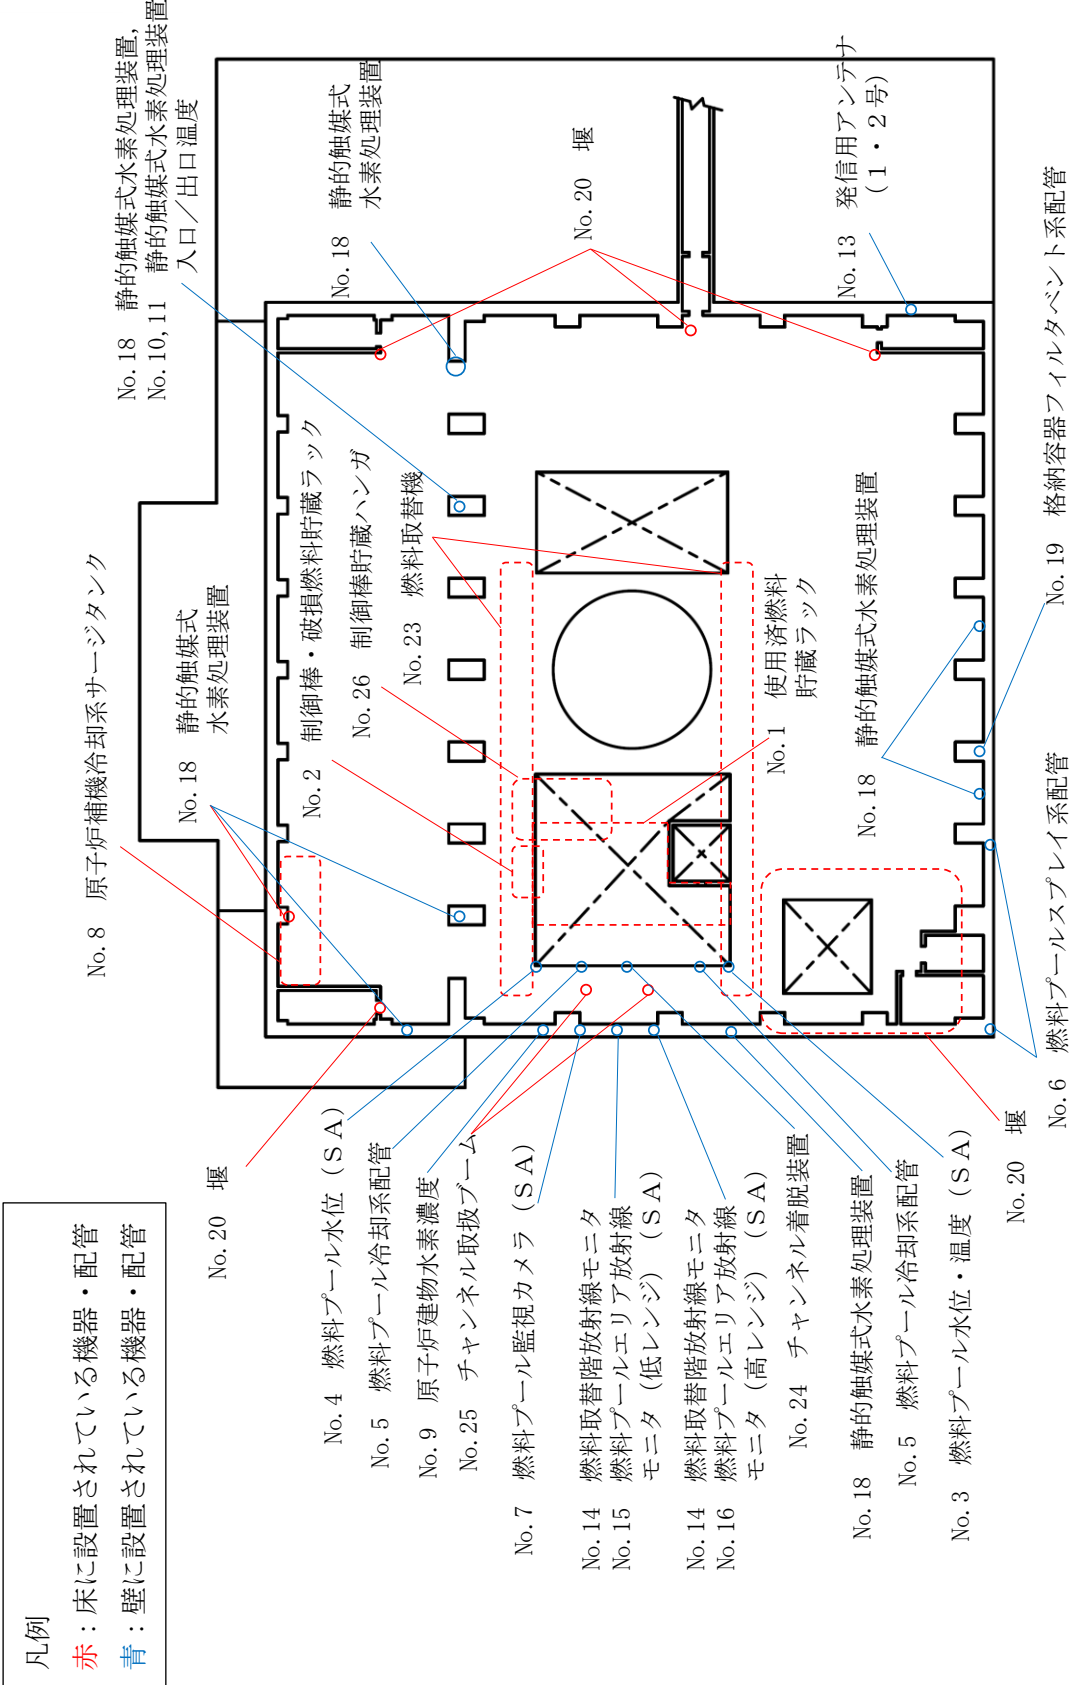 凡例
赤：床に設置されている機器・配管
青：壁に設置されている機器・配管
No.8　原子炉補機冷却系サージタンク
No.18　静的触媒式
水素処理装置
No.2　制御棒・破損燃料貯蔵ラック
No.26　制御棒貯蔵ハンガ
No.23　燃料取替機
No.18　静的触媒式水素処理装置,
No.10,11　静的触媒式水素処理装置
入口／出口温度
No.18　静的触媒式
水素処理装置
No.20　堰
No.13　発信用アンテナ
（１・２号）
No.1　使用済燃料
貯蔵ラック
No.18　静的触媒式水素処理装置
No.19　格納容器フィルタベント系配管
No.6　燃料プールスプレイ系配管
No.20　堰
No.20　堰
No.4　燃料プール水位（ＳＡ）
No.5　燃料プール冷却系配管
No.9　原子炉建物水素濃度
No.25　チャンネル取扱ブーム
No.7　燃料プール監視カメラ（ＳＡ）
No.14　燃料取替階放射線モニタ
No.15　燃料プールエリア放射線
モニタ（低レンジ）（ＳＡ）
No.14　燃料取替階放射線モニタ
No.16　燃料プールエリア放射線
モニタ（高レンジ）（ＳＡ）
No.24　チャンネル着脱装置
No.18　静的触媒式水素処理装置
No.5　燃料プール冷却系配管
No.3　燃料プール水位・温度（ＳＡ）